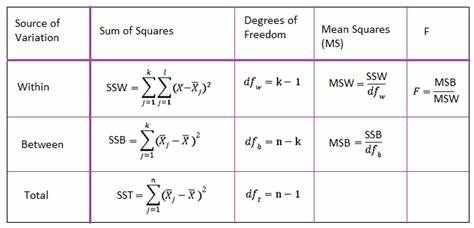 Source of Variation	Sum of Squares	Degrees of Freedom	Mean Squares (MS)	F
Within	SSW = $\sum_{j=1}^{k}\sum_{j=1}^{l}(X-\bar{X}_j)^2$	$df_w = k-1$	MSW = $\frac{SSW}{df_w}$	$F = \frac{MSB}{MSW}$
Between	SSB = $\sum_{j=1}^{k}(\bar{X}_j-\bar{X})^2$	$df_b = n-k$	MSB = $\frac{SSB}{df_b}$
Total	SST = $\sum_{j=1}^{n}(\bar{X}_j-\bar{X})^2$	$df_t = n-1$